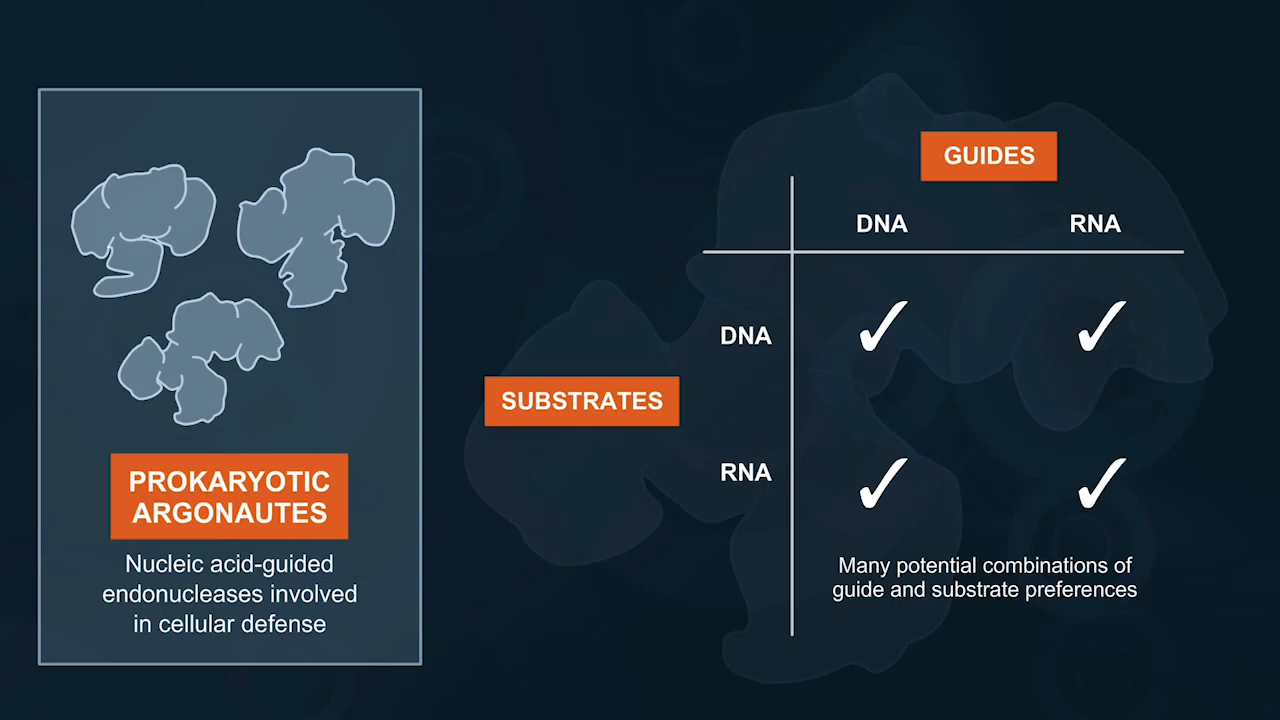 PROKARYOTIC
ARGONAUTES
Nucleic acid-guided
endonucleases involved
in cellular defense
GUIDES
DNA RNA
SUBSTRATES
DNA ✓ ✓
RNA ✓ ✓
Many potential combinations of
guide and substrate preferences